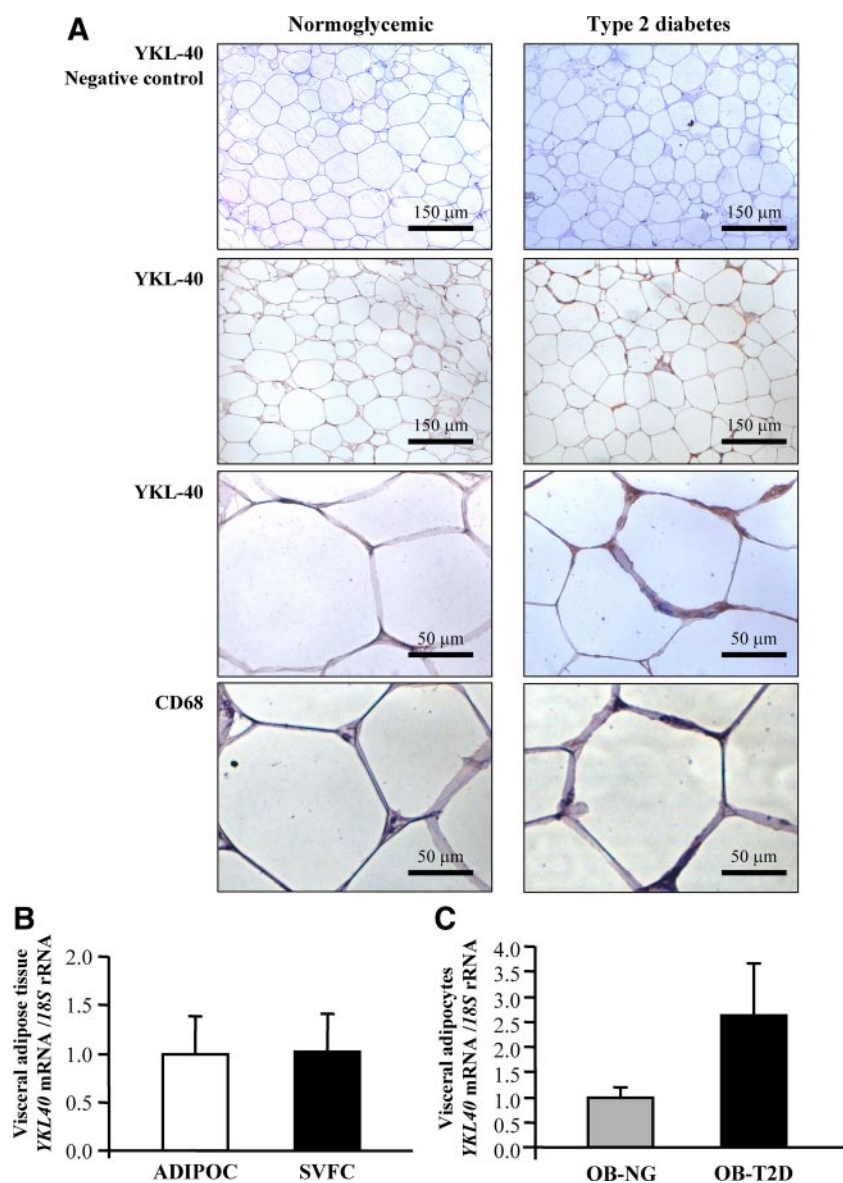 A
Normoglycemic
Type 2 diabetes
YKL-40
Negative control
150 μm
150 μm
YKL-40
150 μm
150 μm
YKL-40
50 μm
50 μm
CD68
50 μm
50 μm
B
Visceral adipose tissue
YKL40 mRNA /18S rRNA
2.0
1.5
1.0
0.5
0.0
ADIPOC
SVFC
C
Visceral adipocytes
YKL40 mRNA /18S rRNA
4.0
3.5
3.0
2.5
2.0
1.5
1.0
0.5
0.0
OB-NG
OB-T2D